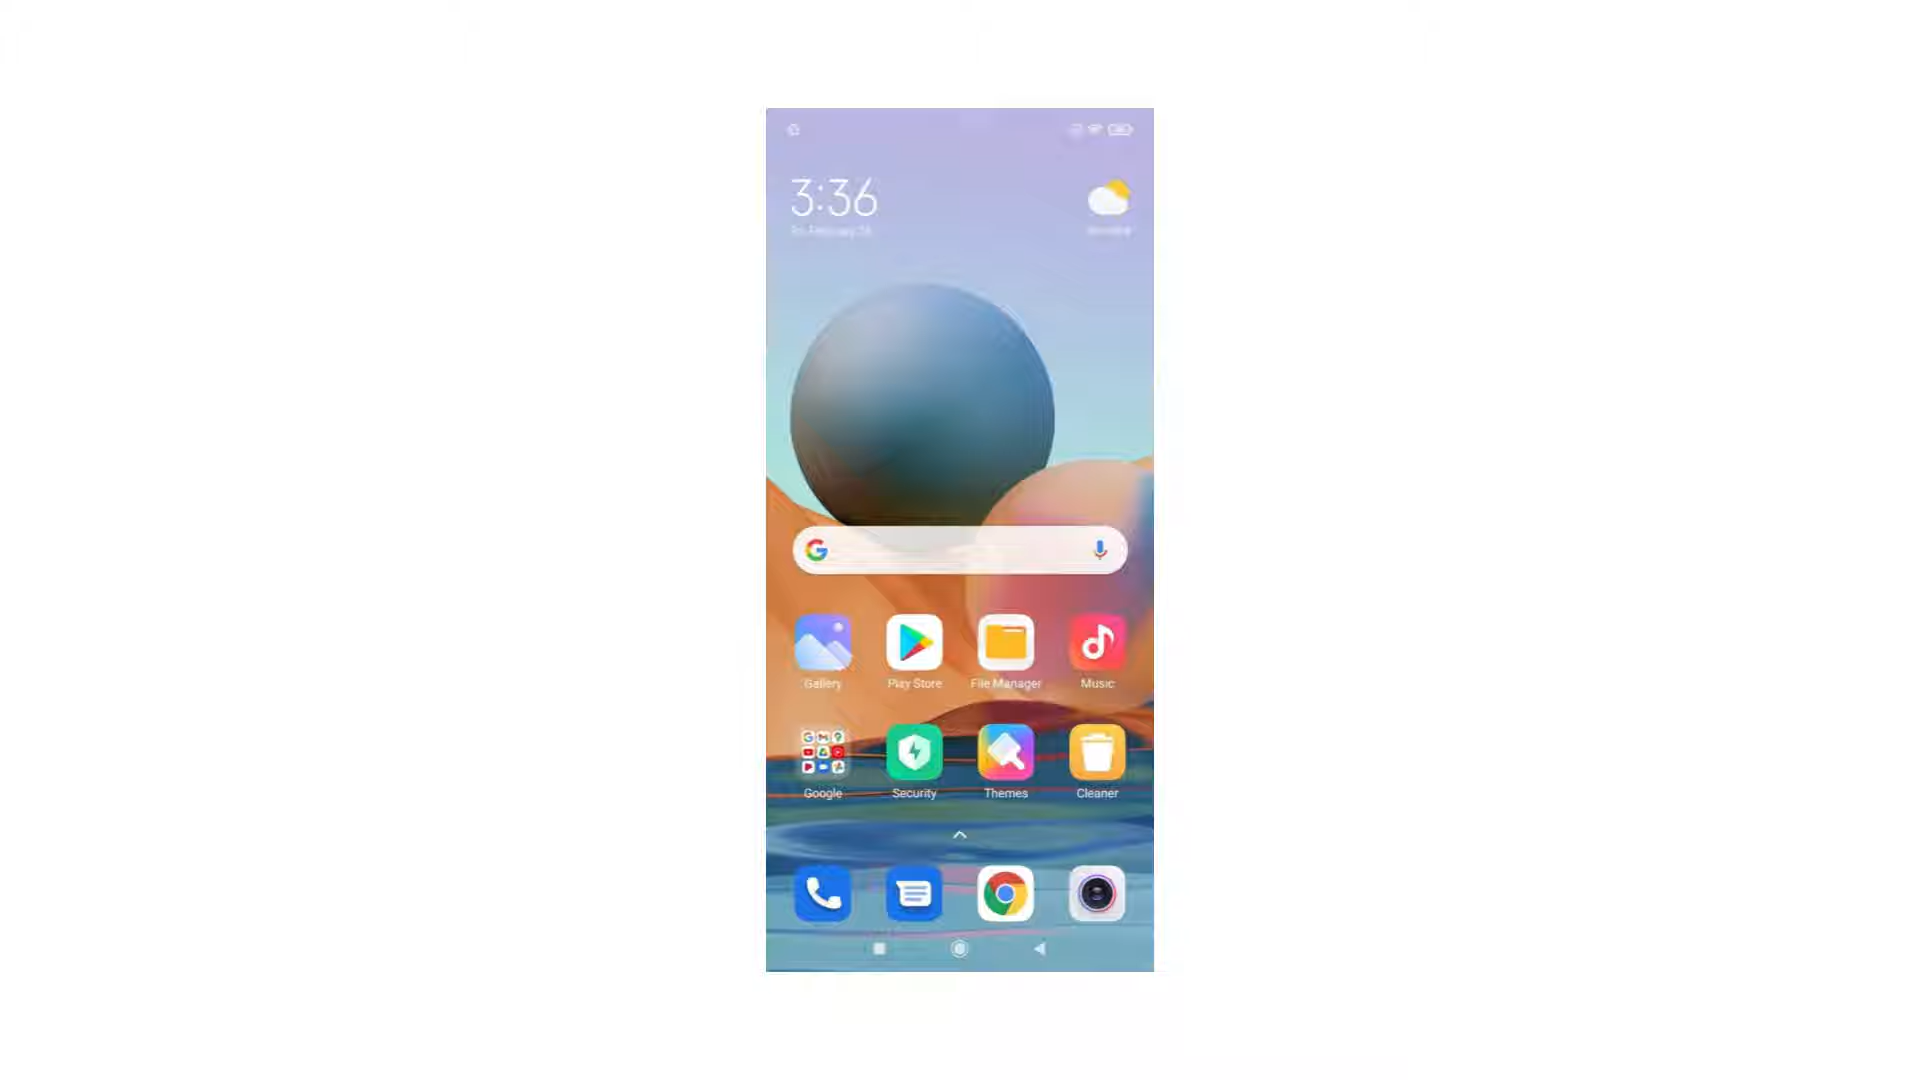 3:36
Gallery
Play Store
File Manager
Music
Google
Security
Themes
Cleaner